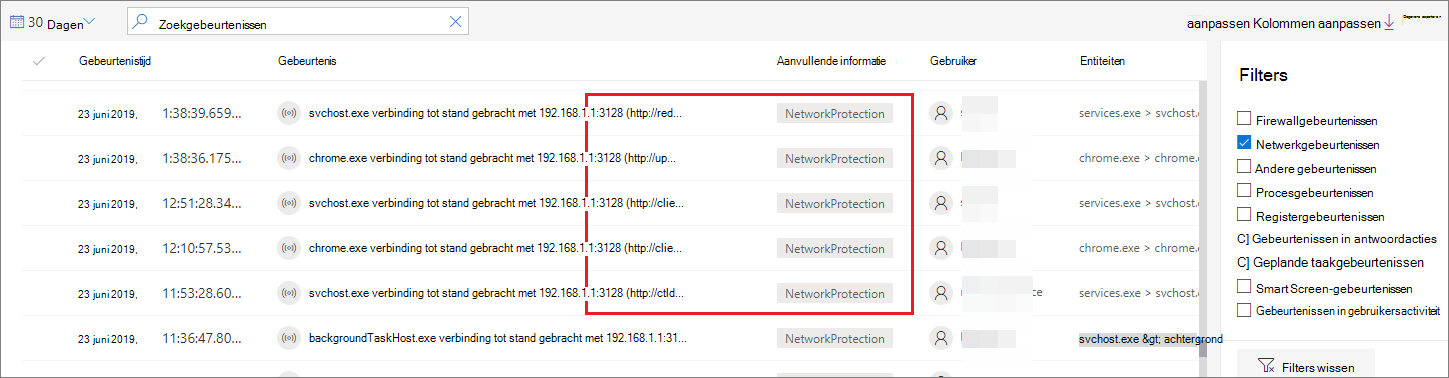 30 Dagen
Zoekgebeurtenissen
aanpassen Kolommen aanpassen
Gebeurtenistijd Gebeurtenis Aanvullende informatie Gebruiker Entiteiten
23 juni 2019, 1:38:39.659... svchost.exe verbinding tot stand gebracht met 192.168.1.1:3128 (http://red... NetworkProtection services.exe > svchost.e
23 juni 2019, 1:38:36.175... chrome.exe verbinding tot stand gebracht met 192.168.1.1:3128 (http://up... NetworkProtection chrome.exe > chrome.e
23 juni 2019, 12:51:28.34... svchost.exe verbinding tot stand gebracht met 192.168.1.1:3128 (http://clie... NetworkProtection services.exe > svchost.e
23 juni 2019, 12:10:57.53... chrome.exe verbinding tot stand gebracht met 192.168.1.1:3128 (http://clie... NetworkProtection chrome.exe > chrome.e
23 juni 2019, 11:53:28.60... svchost.exe verbinding tot stand gebracht met 192.168.1.1:3128 (http://ctld... NetworkProtection ce services.exe > svchost.e
23 juni 2019, 11:36:47.80... backgroundTaskHost.exe verbinding tot stand gebracht met 192.168.1.1:31... NetworkProtection svchost.exe &gt; achtergrond
Filters
Firewallgebeurtenissen
Netwerkgebeurtenissen
Andere gebeurtenissen
Procesgebeurtenissen
Registergebeurtenissen
C] Gebeurtenissen in antwoordacties
C] Geplande taakgebeurtenissen
SmartScreen-gebeurtenissen
Gebeurtenissen in gebruikersactiviteit
Filters wissen